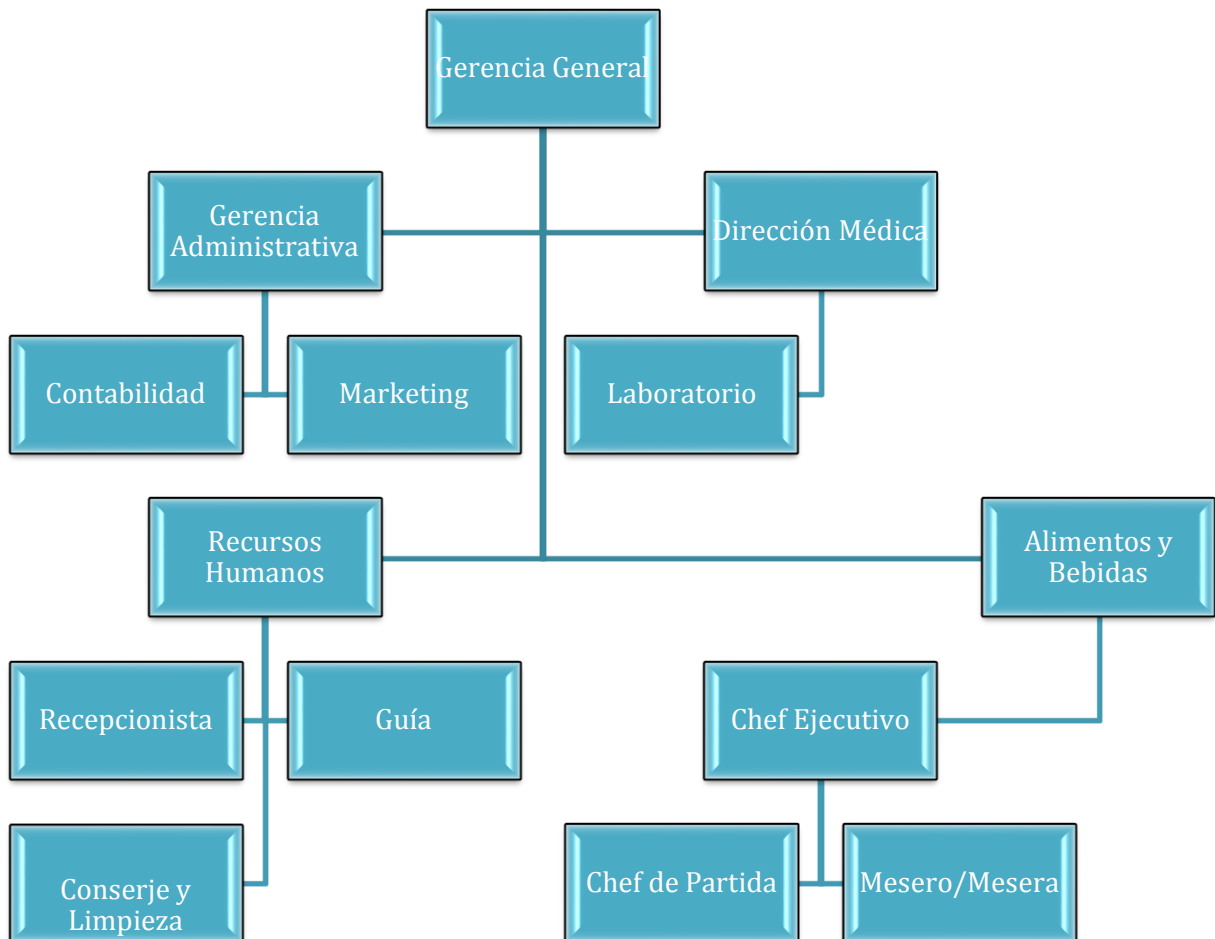 Gerencia General
Gerencia
Administrativa
Dirección Médica
Contabilidad
Marketing
Laboratorio
Recursos
Humanos
Alimentos y
Bebidas
Recepcionista
Guía
Chef Ejecutivo
Conserje y
Limpieza
Chef de Partida
Mesero/Mesera